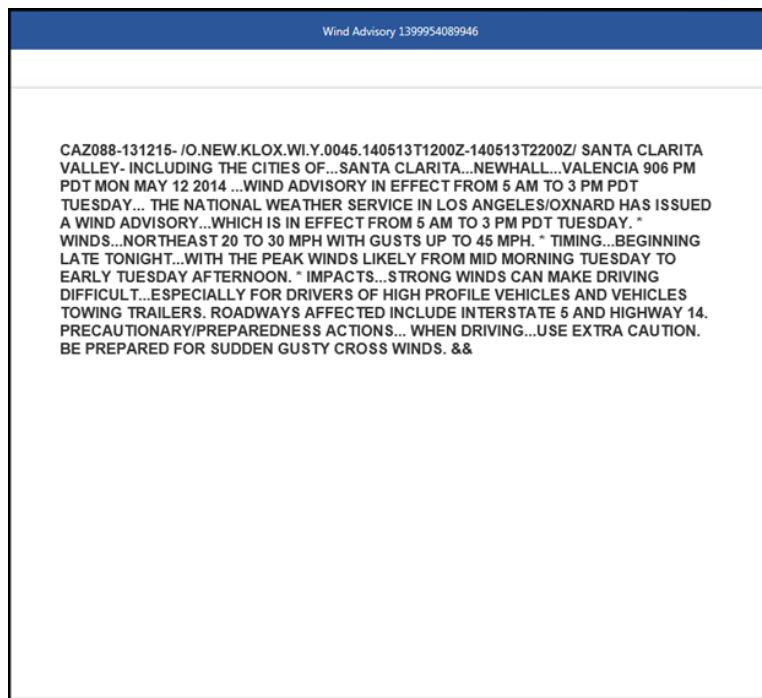 Wind Advisory 1399954089946
CAZ088-131215- /O.NEW.KLOX.WI.Y.0045.140513T1200Z-140513T2200Z/ SANTA CLARITA
VALLEY- INCLUDING THE CITIES OF...SANTA CLARITA...NEWHALL...VALENCIA 906 PM
PDT MON MAY 12 2014 ...WIND ADVISORY IN EFFECT FROM 5 AM TO 3 PM PDT
TUESDAY... THE NATIONAL WEATHER SERVICE IN LOS ANGELES/OXNARD HAS ISSUED
A WIND ADVISORY...WHICH IS IN EFFECT FROM 5 AM TO 3 PM PDT TUESDAY. *
WINDS...NORTHEAST 20 TO 30 MPH WITH GUSTS UP TO 45 MPH. * TIMING...BEGINNING
LATE TONIGHT...WITH THE PEAK WINDS LIKELY FROM MID MORNING TUESDAY TO
EARLY TUESDAY AFTERNOON. * IMPACTS...STRONG WINDS CAN MAKE DRIVING
DIFFICULT...ESPECIALLY FOR DRIVERS OF HIGH PROFILE VEHICLES AND VEHICLES
TOWING TRAILERS. ROADWAYS AFFECTED INCLUDE INTERSTATE 5 AND HIGHWAY 14.
PRECAUTIONARY/PREPAREDNESS ACTIONS... WHEN DRIVING...USE EXTRA CAUTION.
BE PREPARED FOR SUDDEN GUSTY CROSS WINDS. &&